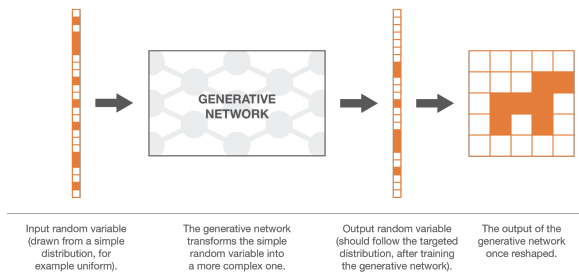 GENERATIVE
NETWORK
Input random variable
(drawn from a simple
distribution, for
example uniform).
The generative network
transforms the simple
random variable into
a more complex one.
Output random variable
(should follow the targeted
distribution, after training
the generative network).
The output of the
generative network
once reshaped.